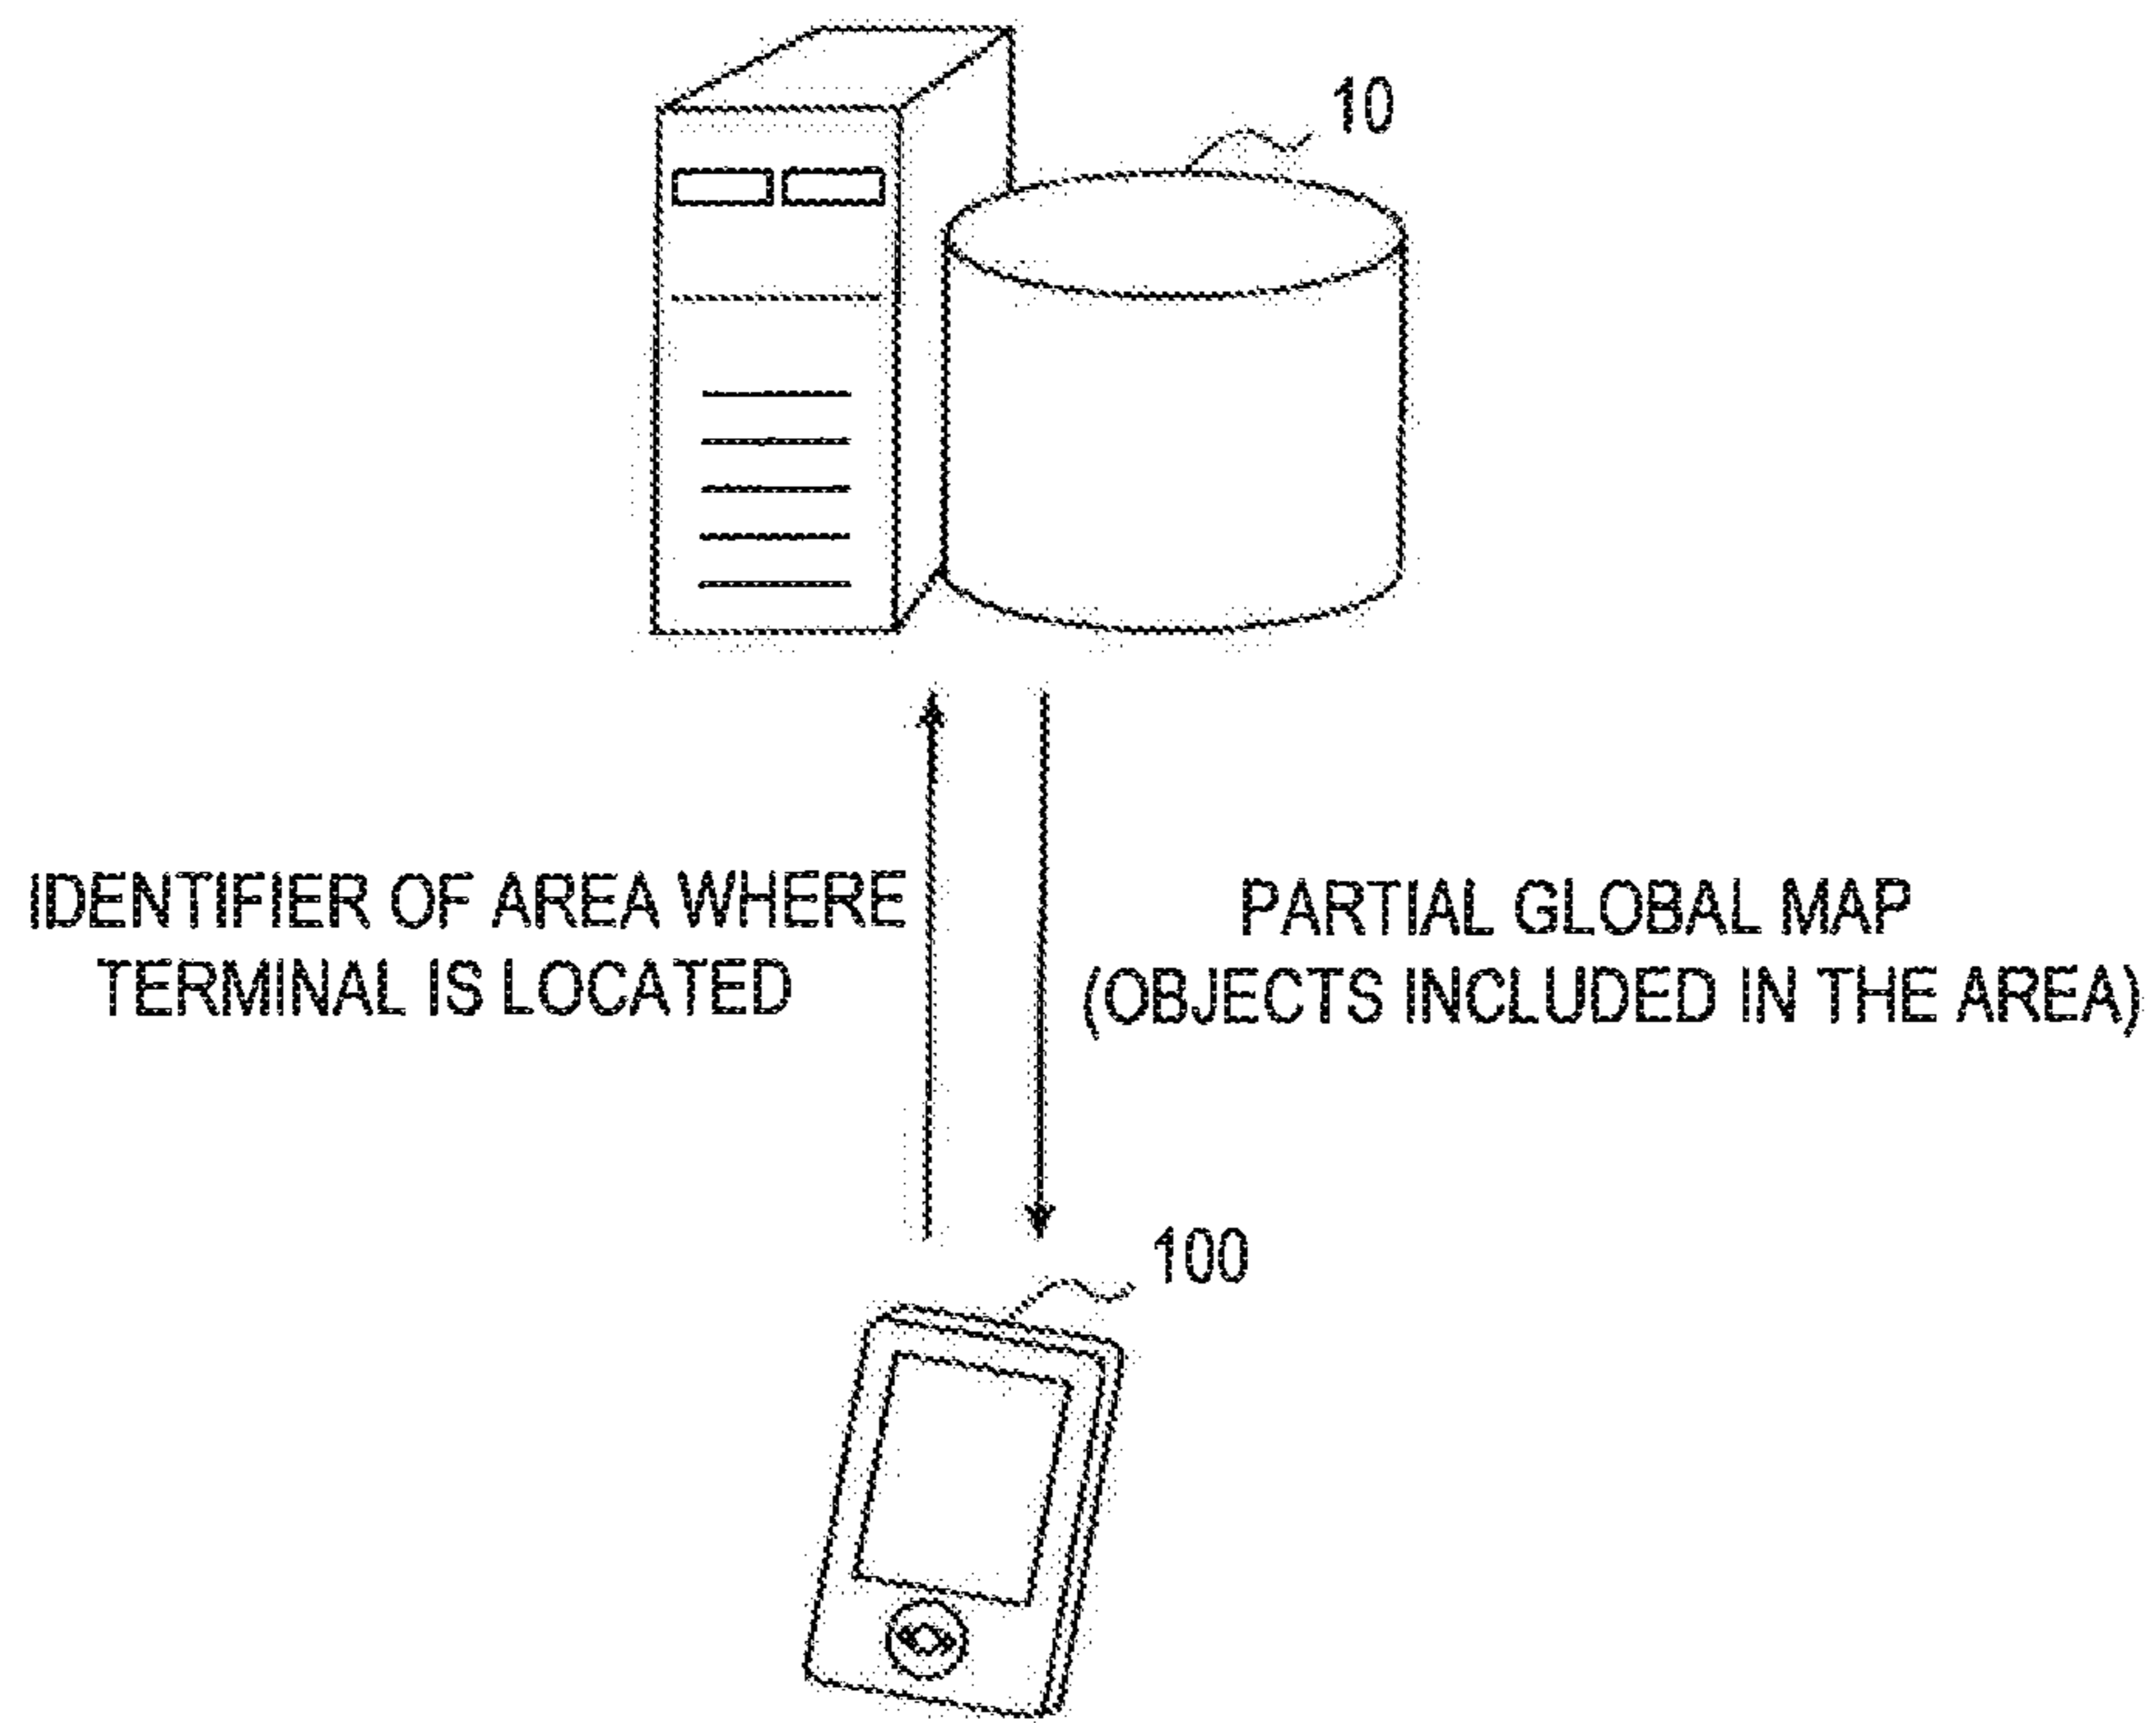 10
IDENTIFIER OF AREA WHERE
TERMINAL IS LOCATED
PARTIAL GLOBAL MAP
(OBJECTS INCLUDED IN THE AREA)
100